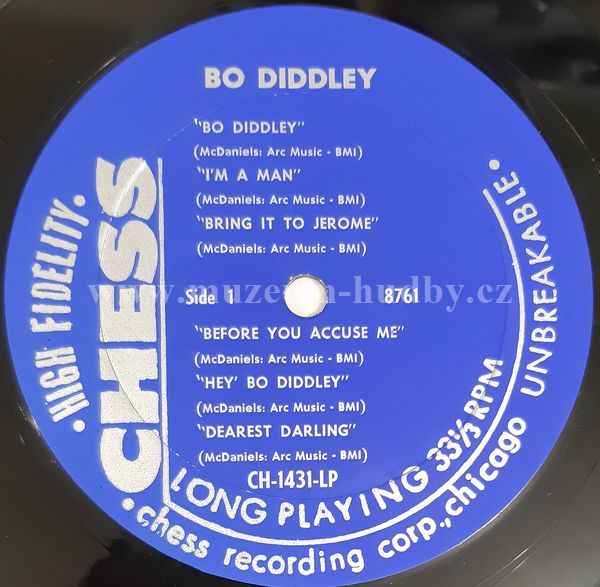 BO DIDDLEY
"BO DIDDLEY"
(McDaniels: Arc Music - BMI)
"I'M A MAN"
(McDaniels: Arc Music - BMI)
"BRING IT TO JEROME"
(McDaniels: Arc Music - BMI)
Side 1 8761
www.muzeum-hudby.cz
"BEFORE YOU ACCUSE ME"
(McDaniels: Arc Music - BMI)
"HEY' BO DIDDLEY"
(McDaniels: Arc Music - BMI)
"DEAREST DARLING"
(McDaniels: Arc Music - BMI)
CH-1431-LP
• HIGH FIDELITY •
CHESS
LONG PLAYING 33⅓ RPM
• chess recording corp., chicago UNBREAKABLE •